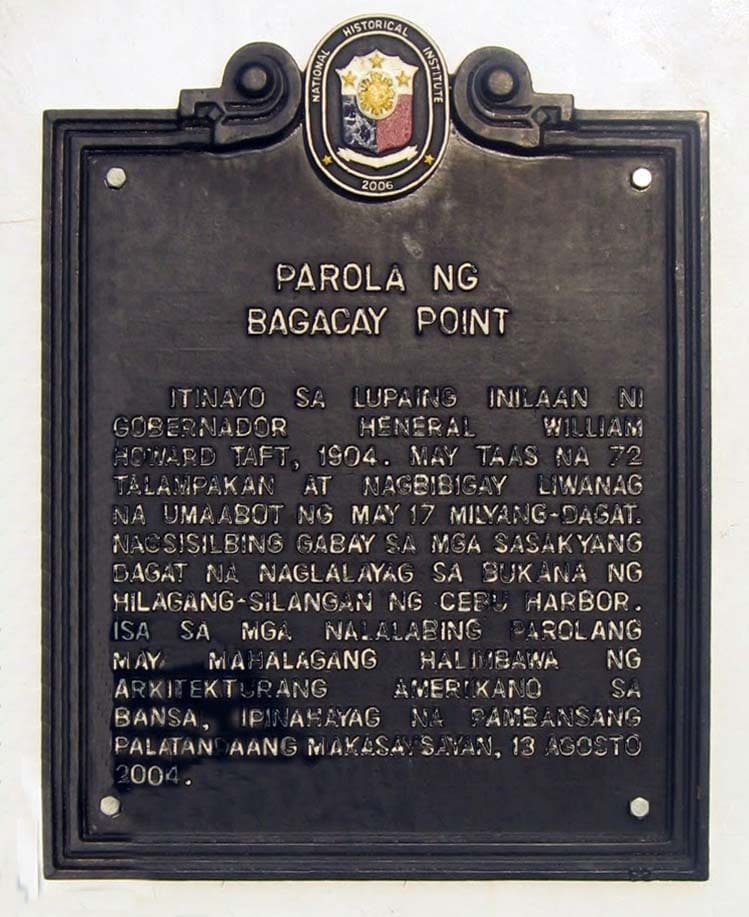 NATIONAL HISTORICAL INSTITUTE
2006
PAROLA NG
BAGACAY POINT
ITINAYO SA LUPAING INILAAN NI
GOBERNADOR HENERAL WILLIAM
HOWARD TAFT, 1904. MAY TAAS NA 72
TALAMPAKAN AT NAGBIBIGAY LIWANAG
NA UMAABOT NG MAY 17 MILYANG-DAGAT.
NAGSISILBING GABAY SA MGA SASAKYANG
DAGAT NA NAGLALAYAG SA BUKANA NG
HILAGANG-SILANGAN NG CEBU HARBOR.
ISA SA MGA NALALABING PAROLANG
MAY MAHALAGANG HALIMBAWA NG
ARKITEKTURANG AMERIKANO SA
BANSA, IPINAHAYAG NA PAMBANSANG
PALATANDAANG MAKASAYSAYAN, 13 AGOSTO
2004.